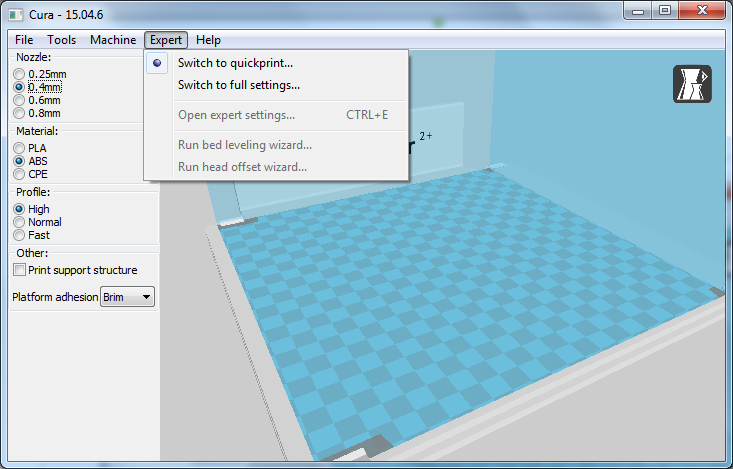 Cura - 15.04.6
File Tools Machine Expert Help
Switch to quickprint...
Switch to full settings...
Open expert settings... CTRL+E
Run bed leveling wizard...
Run head offset wizard...
Nozzle:
0.25mm
0.4mm
0.6mm
0.8mm
Material:
PLA
ABS
CPE
Profile:
High
Normal
Fast
Other:
Print support structure
Platform adhesion Brim
r 2+